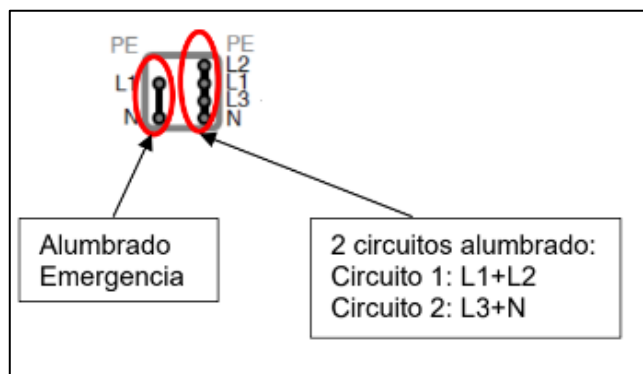 PE
PE
L2
L1
L1
L3
N
N
Alumbrado
Emergencia
2 circuitos alumbrado:
Circuito 1: L1+L2
Circuito 2: L3+N